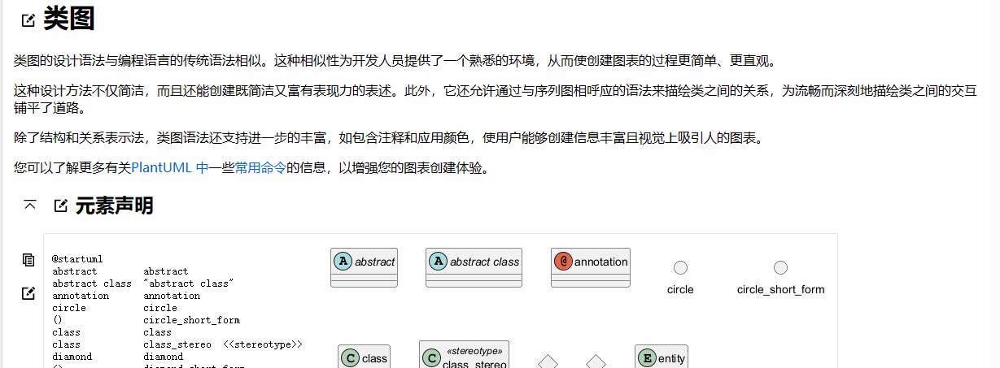 类图
类图的设计语法与编程语言的传统语法相似。这种相似性为开发人员提供了一个熟悉的环境，从而使创建图表的过程更简单、更直观。
这种设计方法不仅简洁，而且还能创建既简洁又富有表现力的表述。此外，它还允许通过与序列图相呼应的语法来描绘类之间的关系，为流畅而深刻地描绘类之间的交互
铺平了道路。
除了结构和关系表示法，类图语法还支持进一步的丰富，如包含注释和应用颜色，使用户能够创建信息丰富且视觉上吸引人的图表。
您可以了解更多有关PlantUML 中一些常用命令的信息，以增强您的图表创建体验。
元素声明
@startuml
abstract abstract
abstract class "abstract class"
annotation annotation
circle circle
() circle_short_form
class class
class class_stereo <<stereotype>>
diamond diamond
A abstract
A abstract class
@ annotation
circle
circle_short_form
C class
«stereotype»
C class_stereo
E entity